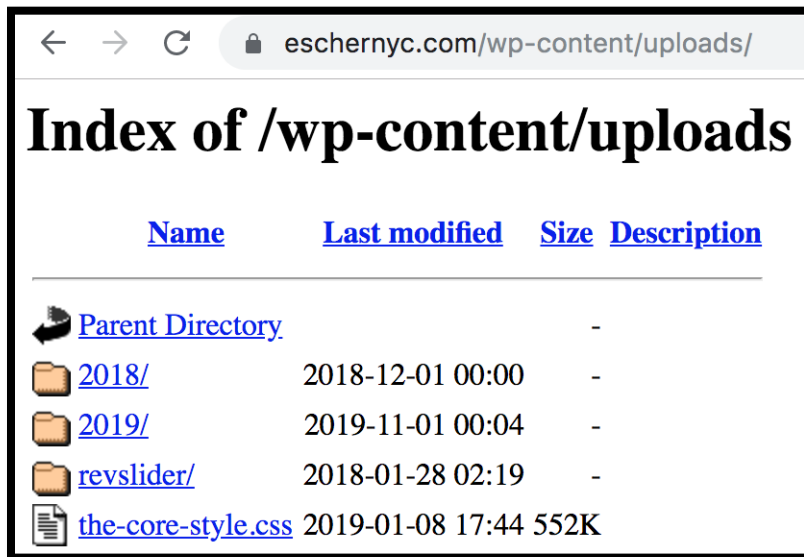 eschernyc.com/wp-content/uploads/
Index of /wp-content/uploads
Name Last modified Size Description
Parent Directory -
2018/ 2018-12-01 00:00 -
2019/ 2019-11-01 00:04 -
revslider/ 2018-01-28 02:19 -
the-core-style.css 2019-01-08 17:44 552K